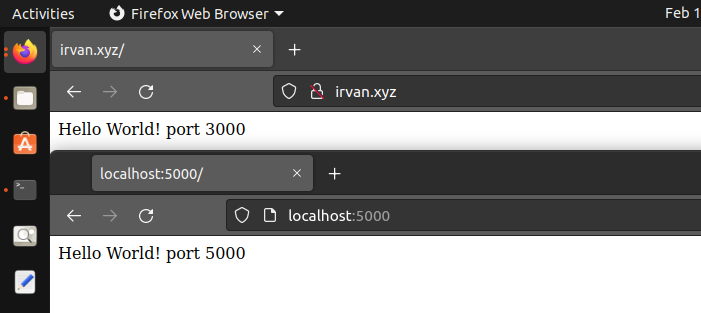 Activities Firefox Web Browser Feb 1
irvan.xyz/
irvan.xyz
Hello World! port 3000
localhost:5000/
localhost:5000
Hello World! port 5000